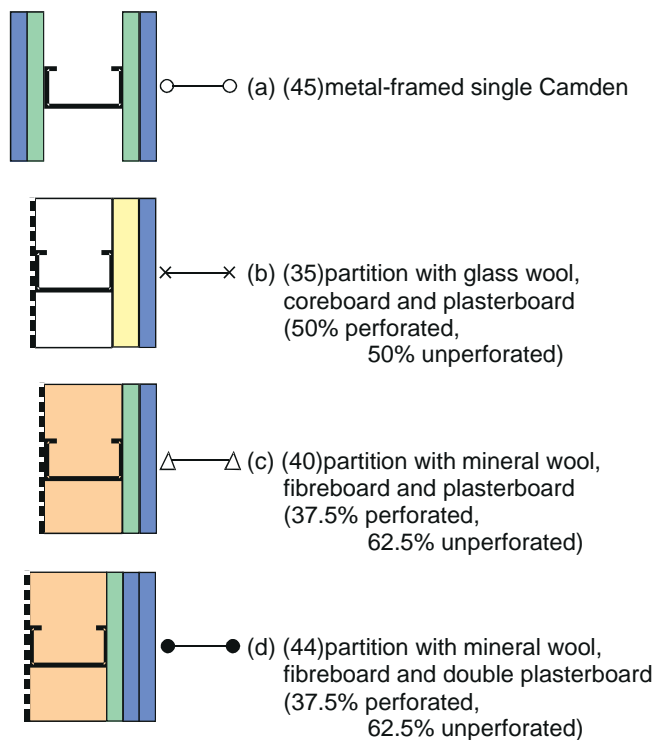 (a) (45)metal-framed single Camden
(b) (35)partition with glass wool,
coreboard and plasterboard
(50% perforated,
50% unperforated)
(c) (40)partition with mineral wool,
fibreboard and plasterboard
(37.5% perforated,
62.5% unperforated)
(d) (44)partition with mineral wool,
fibreboard and double plasterboard
(37.5% perforated,
62.5% unperforated)